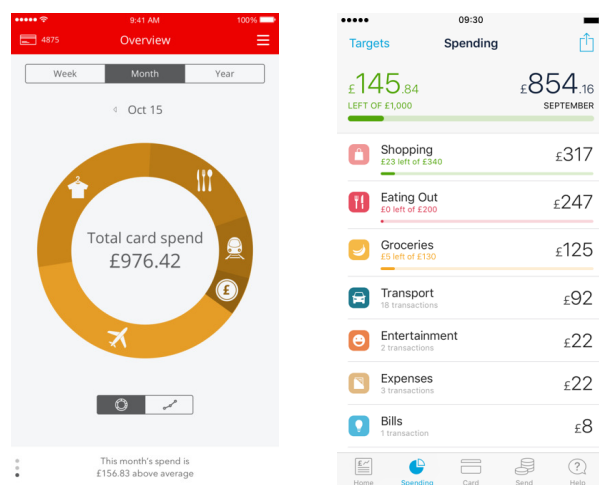 9:41 AM
100%
4875
Overview
Week
Month
Year
Oct 15
Total card spend
£976.42
£
This month's spend is
£156.83 above average
09:30
Targets
Spending
£145.84
LEFT OF £1,000
£854.16
SEPTEMBER
Shopping
£23 left of £340
£317
Eating Out
£0 left of £200
£247
Groceries
£5 left of £130
£125
Transport
18 transactions
£92
Entertainment
2 transactions
£22
Expenses
3 transactions
£22
Bills
1 transaction
£8
Home
Spending
Card
Send
Help